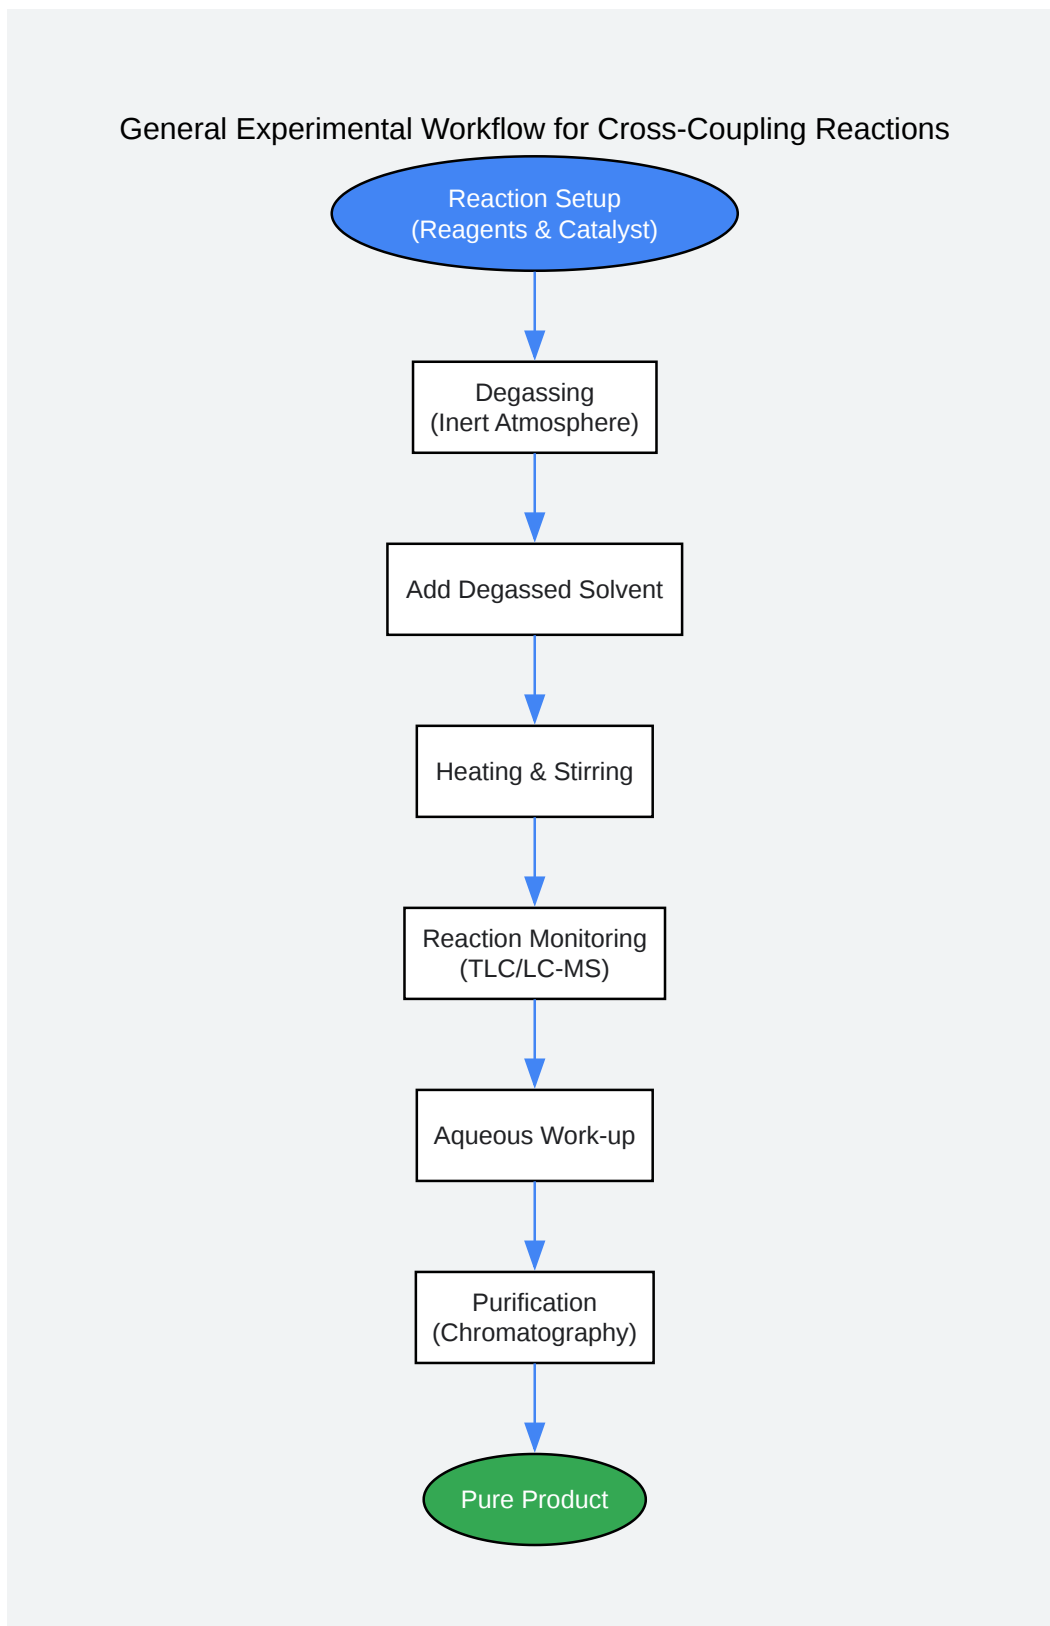 General Experimental Workflow for Cross-Coupling Reactions
Reaction Setup
(Reagents & Catalyst)
Degassing
(Inert Atmosphere)
Add Degassed Solvent
Heating & Stirring
Reaction Monitoring
(TLC/LC-MS)
Aqueous Work-up
Purification
(Chromatography)
Pure Product